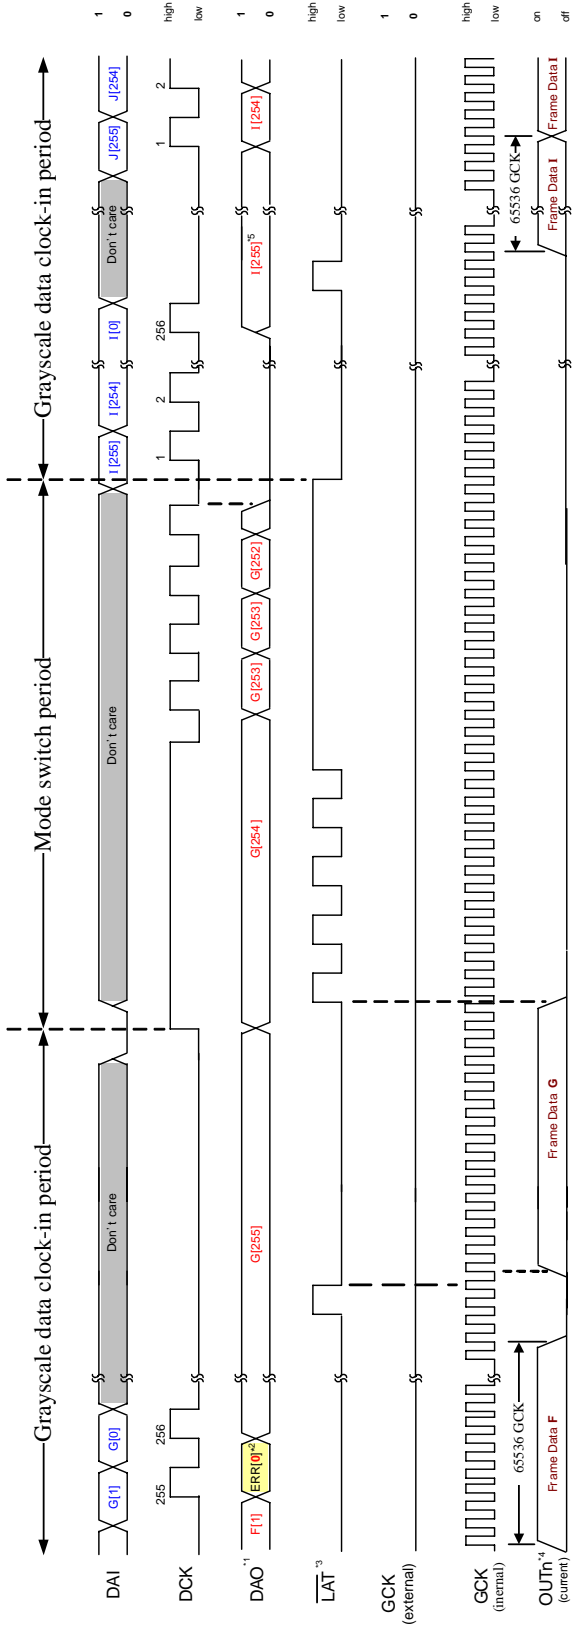 Grayscale data clock-in period
Mode switch period
Grayscale data clock-in period
DAI
G[1]
G[0]
Don't care
Don't care
I[255]
I[254]
I[0]
Don't care
J[255]
J[254]
1
0
DCK
255
256
1
2
256
1
2
high
low
DAO*1
F[1]
ERR[0]*2
G[255]
G[254]
G[253]
G[253]
G[252]
I[255]*5
I[254]
1
0
LAT*3
high
low
GCK
(external)
1
0
GCK
(inernal)
high
low
65536 GCK
65536 GCK
OUTn*4
(current)
Frame Data F
Frame Data G
Frame Data I
Frame Data I
on
off